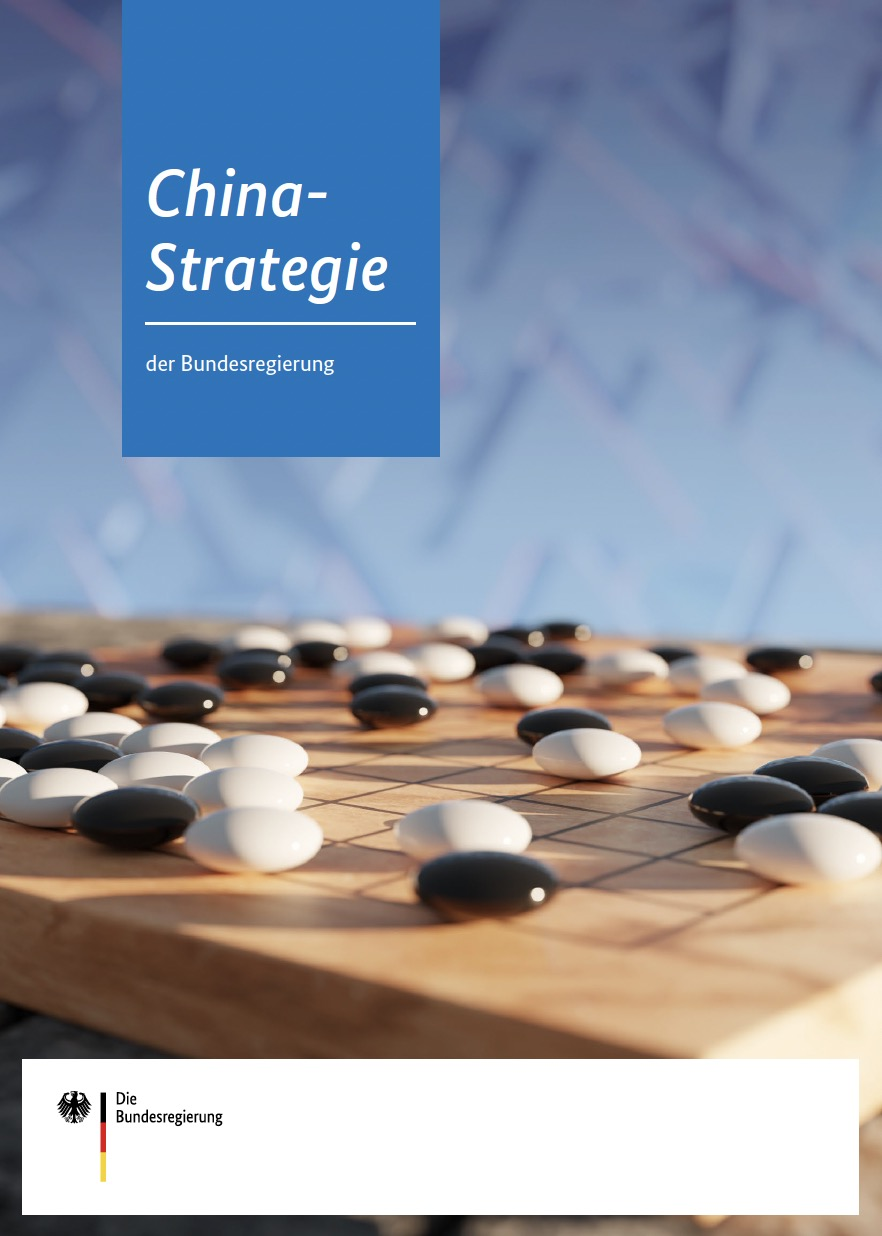 China-
Strategie
der Bundesregierung
Die
Bundesregierung